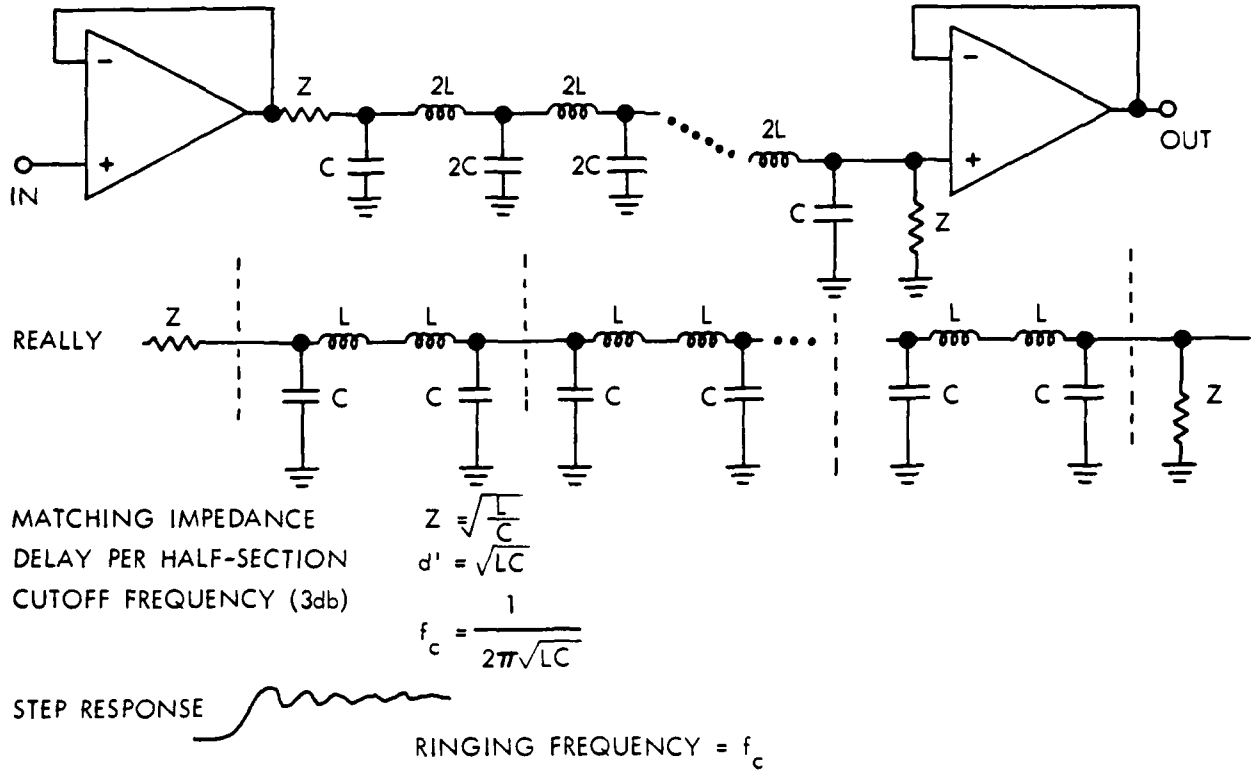 Z 2L 2L
- -
+ C 2C 2C 2L +
IN C Z OUT
REALLY Z L L L L L L
C C C C C C Z
MATCHING IMPEDANCE Z = √L/C
DELAY PER HALF-SECTION d' = √LC
CUTOFF FREQUENCY (3db)
f_c = 1/2π√LC
STEP RESPONSE
RINGING FREQUENCY = f_c